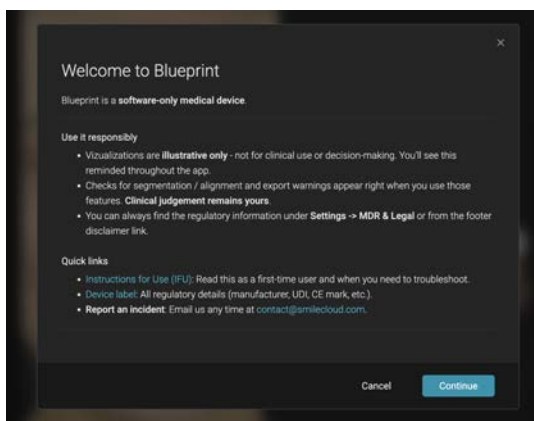 Welcome to Blueprint
Blueprint is a software-only medical device.
Use it responsibly
• Vizualizations are illustrative only - not for clinical use or decision-making. You'll see this
reminded throughout the app.
• Checks for segmentation / alignment and export warnings appear right when you use those
features. Clinical judgement remains yours.
• You can always find the regulatory information under Settings -> MDR & Legal or from the footer
disclaimer link.
Quick links
• Instructions for Use (IFU): Read this as a first-time user and when you need to troubleshoot.
• Device label: All regulatory details (manufacturer, UDI, CE mark, etc.).
• Report an incident: Email us any time at contact@smilecloud.com.
Cancel
Continue